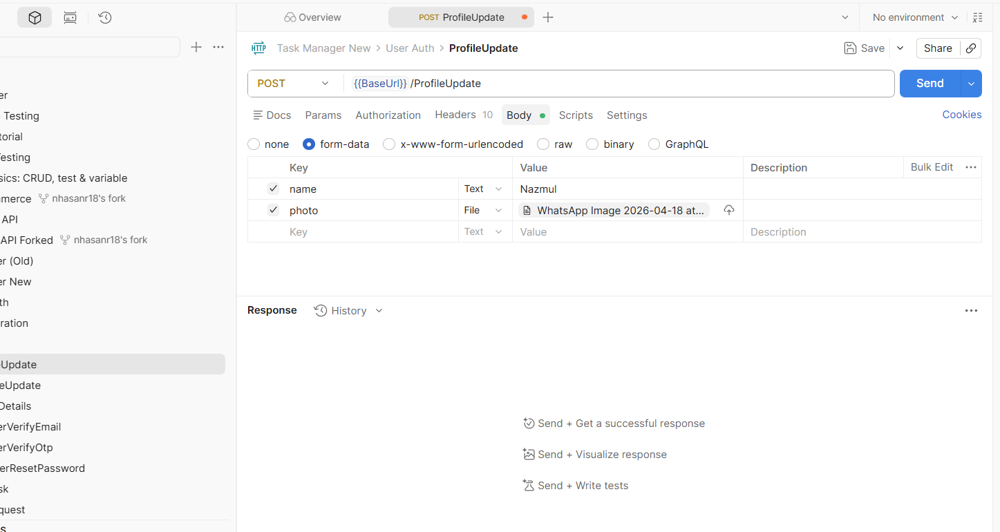 Overview
POST ProfileUpdate
No environment
HTTP Task Manager New > User Auth > ProfileUpdate
Save
Share
POST
{{BaseUrl}} /ProfileUpdate
Send
Docs Params Authorization Headers 10 Body Scripts Settings
Cookies
none form-data x-www-form-urlencoded raw binary GraphQL
Key Value Description Bulk Edit
name Text Nazmul
photo File WhatsApp Image 2026-04-18 at...
Key Text Value Description
Response History
Send + Get a successful response
Send + Visualize response
Send + Write tests
er
Testing
torial
esting
sics: CRUD, test & variable
merce nhasanr18's fork
API
API Forked nhasanr18's fork
er (Old)
er New
th
ration
eUpdate
eUpdate
Details
erVerifyEmail
erVerifyOtp
erResetPassword
sk
quest
s